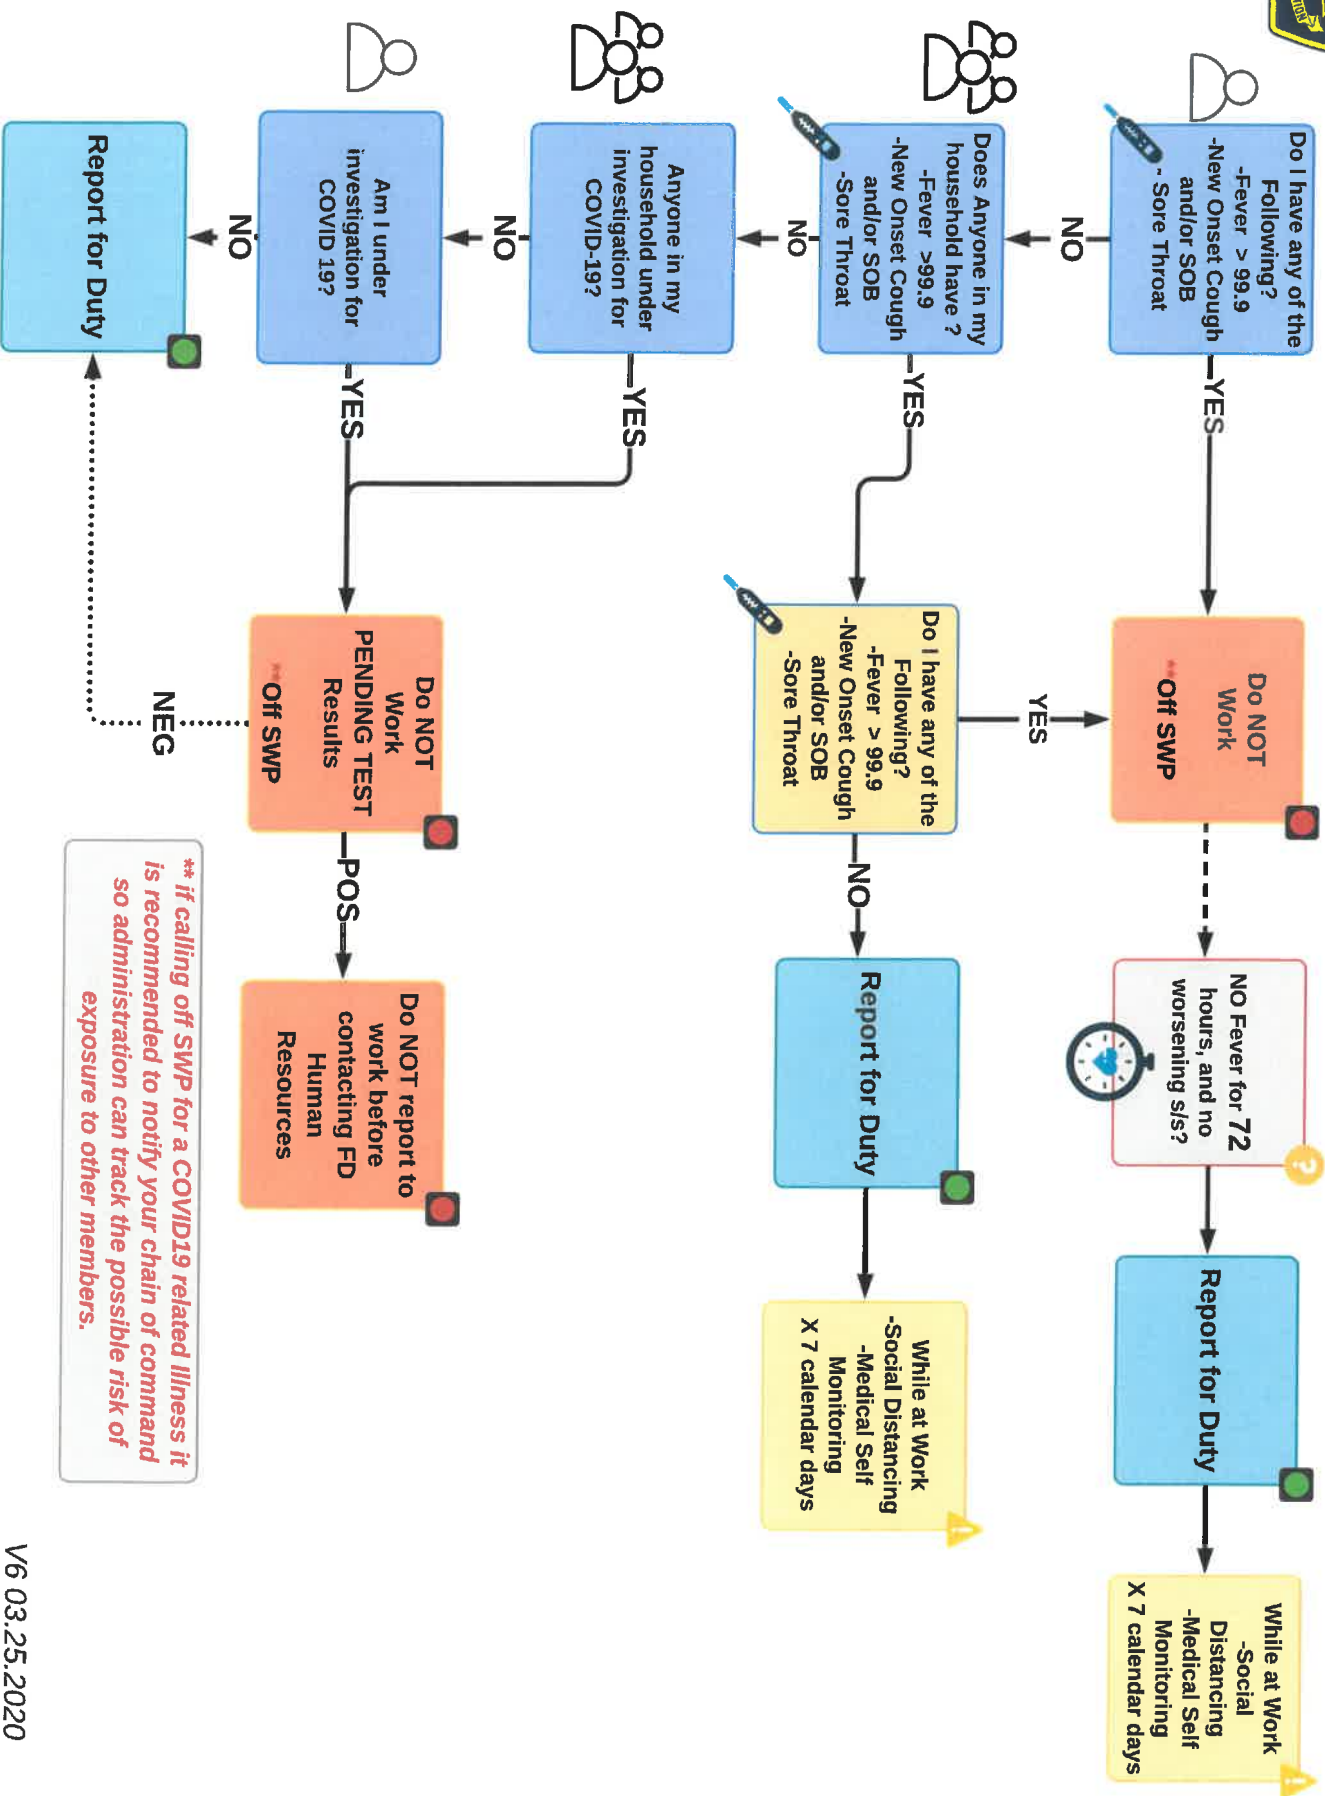 TION
Do I have any of the
Following?
-Fever > 99.9
-New Onset Cough
and/or SOB
- Sore Throat
YES
Do NOT
Work
**Off SWP
NO Fever for 72
hours, and no
worsening s/s?
?
Report for Duty
While at Work
-Social
Distancing
-Medical Self
Monitoring
X 7 calendar days
!
NO
YES
Does Anyone in my
household have ?
-Fever >99.9
-New Onset Cough
and/or SOB
-Sore Throat
YES
Do I have any of the
Following?
-Fever > 99.9
-New Onset Cough
and/or SOB
-Sore Throat
NO
Report for Duty
While at Work
-Social Distancing
-Medical Self
Monitoring
X 7 calendar days
!
NO
Anyone in my
household under
investigation for
COVID-19?
YES
NO
Am I under
investigation for
COVID 19?
YES
Do NOT
Work
PENDING TEST
Results
**Off SWP
POS
Do NOT report to
work before
contacting FD
Human
Resources
NO
NEG
Report for Duty
** if calling off SWP for a COVID19 related Illness it
is recommended to notify your chain of command
so administration can track the possible risk of
exposure to other members.
V6 03.25.2020